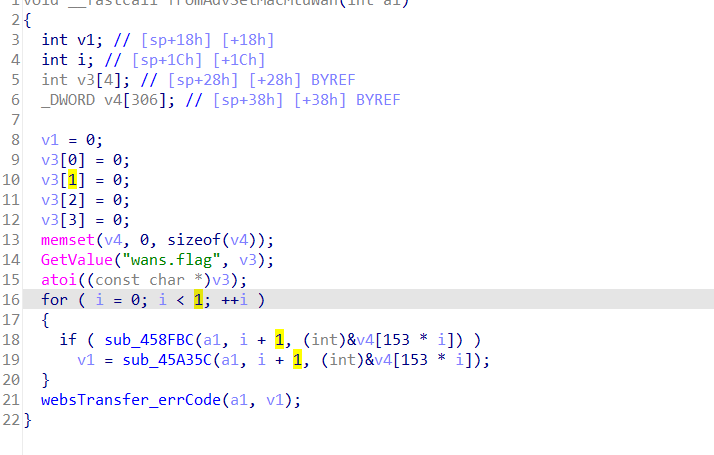 1void __fastcall fromAdvSetMacMtuWan(int a1)
2{
3 int v1; // [sp+18h] [+18h]
4 int i; // [sp+1Ch] [+1Ch]
5 int v3[4]; // [sp+28h] [+28h] BYREF
6 _DWORD v4[306]; // [sp+38h] [+38h] BYREF
7
8 v1 = 0;
9 v3[0] = 0;
10 v3[1] = 0;
11 v3[2] = 0;
12 v3[3] = 0;
13 memset(v4, 0, sizeof(v4));
14 GetValue("wans.flag", v3);
15 atoi((const char *)v3);
16 for ( i = 0; i < 1; ++i )
17 {
18 if ( sub_458FBC(a1, i + 1, (int)&v4[153 * i]) )
19 v1 = sub_45A35C(a1, i + 1, (int)&v4[153 * i]);
20 }
21 websTransfer_errCode(a1, v1);
22}